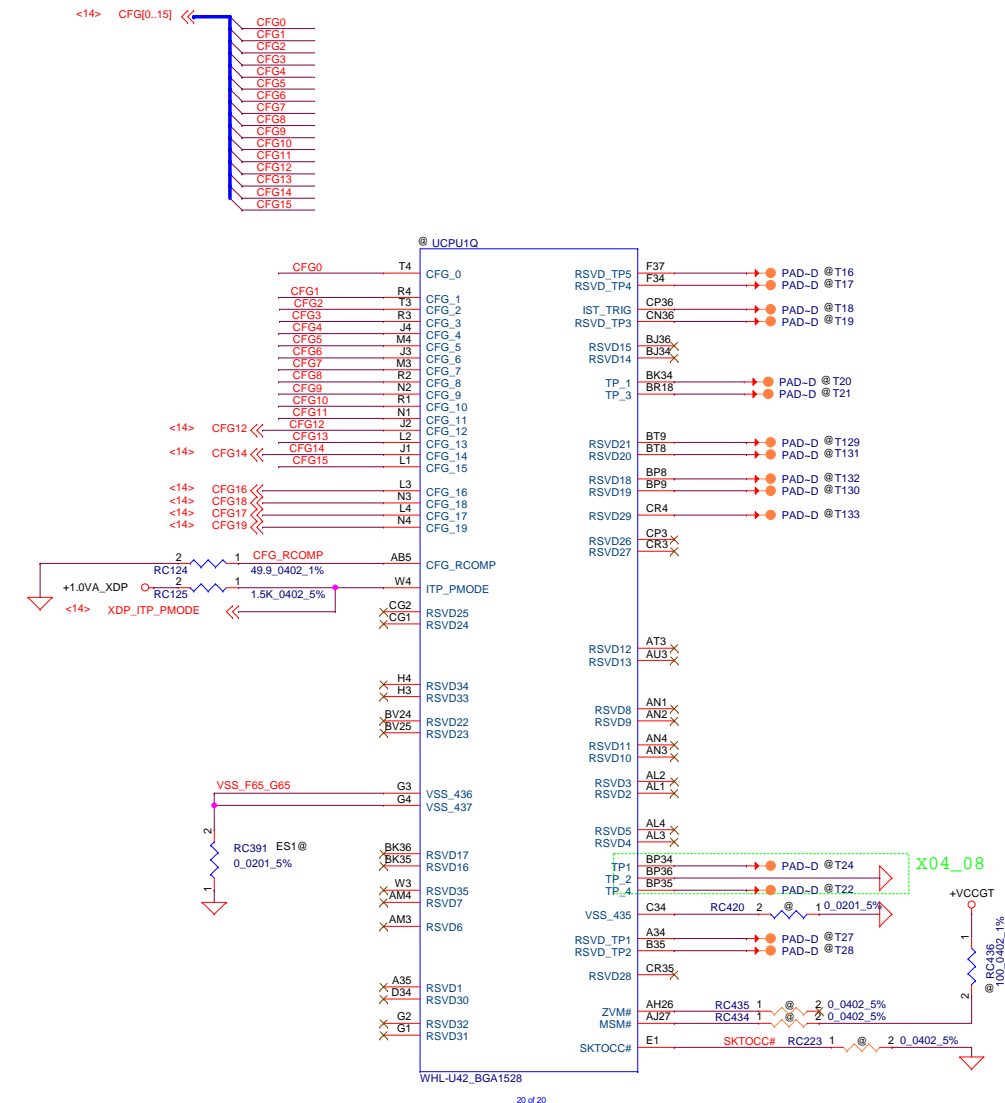 <14> CFG[0..15]
CFG0
CFG1
CFG2
CFG3
CFG4
CFG5
CFG6
CFG7
CFG8
CFG9
CFG10
CFG11
CFG12
CFG13
CFG14
CFG15
@ UCPU1Q
CFG0 T4 CFG_0
CFG1 R4 CFG_1
CFG2 T3 CFG_2
CFG3 R3 CFG_3
CFG4 J4 CFG_4
CFG5 M4 CFG_5
CFG6 J3 CFG_6
CFG7 M3 CFG_7
CFG8 R2 CFG_8
CFG9 N2 CFG_9
CFG10 R1 CFG_10
CFG11 N1 CFG_11
<14> CFG12 CFG12 J2 CFG_12
CFG13 L2 CFG_13
<14> CFG14 CFG14 J1 CFG_14
CFG15 L1 CFG_15
<14> CFG16 L3 CFG_16
<14> CFG18 N3 CFG_18
<14> CFG17 L4 CFG_17
<14> CFG19 N4 CFG_19
2 1 CFG_RCOMP AB5 CFG_RCOMP
RC124 49.9_0402_1%
+1.0VA_XDP 2 1 W4 ITP_PMODE
RC125 1.5K_0402_5%
<14> XDP_ITP_PMODE
CG2 RSVD25
CG1 RSVD24
H4 RSVD34
H3 RSVD33
BV24 RSVD22
BV25 RSVD23
VSS_F65_G65 G3 VSS_436
G4 VSS_437
2
RC391 ES1@
0_0201_5%
1
BK36 RSVD17
BK35 RSVD16
W3 RSVD35
AM4 RSVD7
AM3 RSVD6
A35 RSVD1
D34 RSVD30
G2 RSVD32
G1 RSVD31
RSVD_TP5 F37 PAD~D @T16
RSVD_TP4 F34 PAD~D @T17
IST_TRIG CP36 PAD~D @T18
RSVD_TP3 CN36 PAD~D @T19
RSVD15 BJ36
RSVD14 BJ34
TP_1 BK34 PAD~D @T20
TP_3 BR18 PAD~D @T21
RSVD21 BT9 PAD~D @T129
RSVD20 BT8 PAD~D @T131
RSVD18 BP8 PAD~D @T132
RSVD19 BP9 PAD~D @T130
RSVD29 CR4 PAD~D @T133
RSVD26 CP3
RSVD27 CR3
RSVD12 AT3
RSVD13 AU3
RSVD8 AN1
RSVD9 AN2
RSVD11 AN4
RSVD10 AN3
RSVD3 AL2
RSVD2 AL1
RSVD5 AL4
RSVD4 AL3
X04_08
TP1 BP34 PAD~D @T24
TP_2 BP36
TP_4 BP35 PAD~D @T22
VSS_435 C34 RC420 2 @ 1 0_0201_5%
RSVD_TP1 A34 PAD~D @T27
RSVD_TP2 B35 PAD~D @T28
RSVD28 CR35
+VCCGT
1
@ RC436
100_0402_1%
2
ZVM# AH26 RC435 1 @ 2 0_0402_5%
MSM# AJ27 RC434 1 @ 2 0_0402_5%
SKTOCC# E1 SKTOCC# RC223 1 @ 2 0_0402_5%
WHL-U42_BGA1528
20 of 20